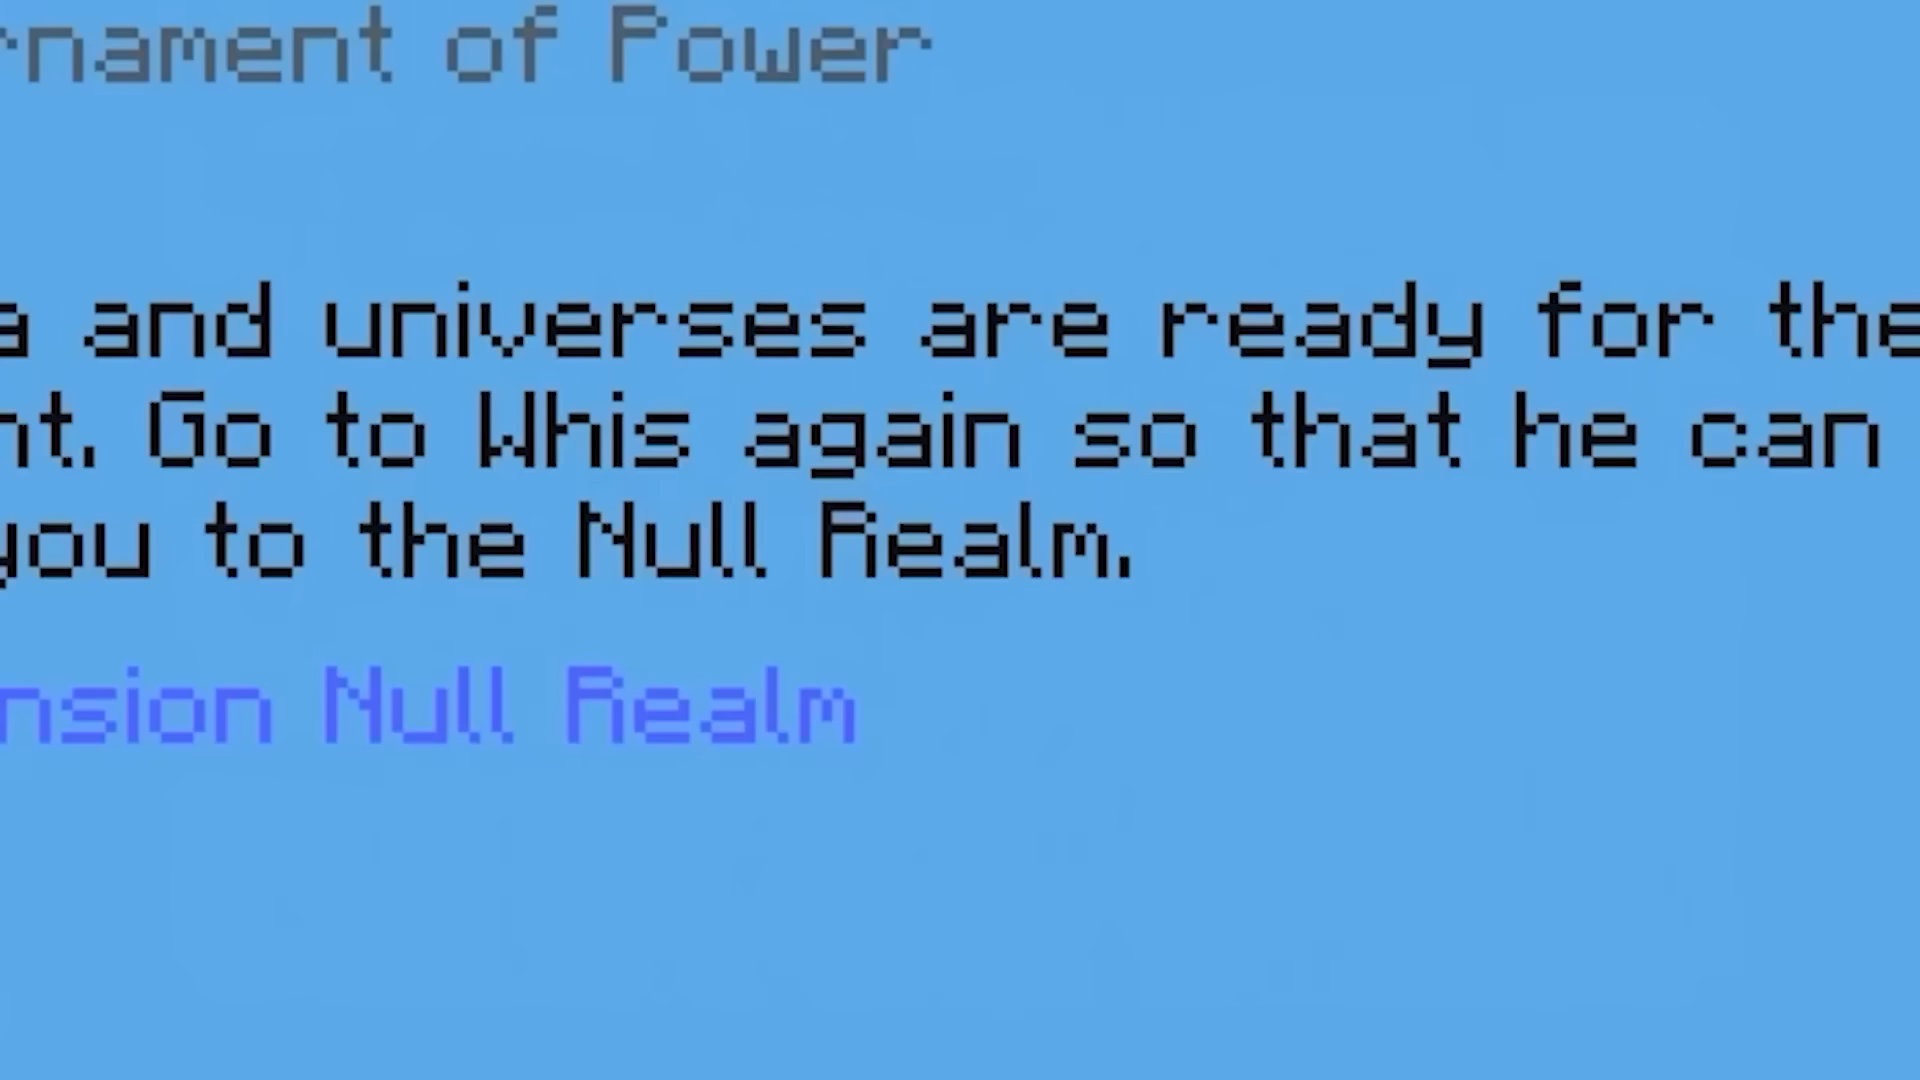 rnament of Power
a and universes are ready for the
nt. Go to Whis again so that he can
you to the Null Realm.
nsion Null Realm